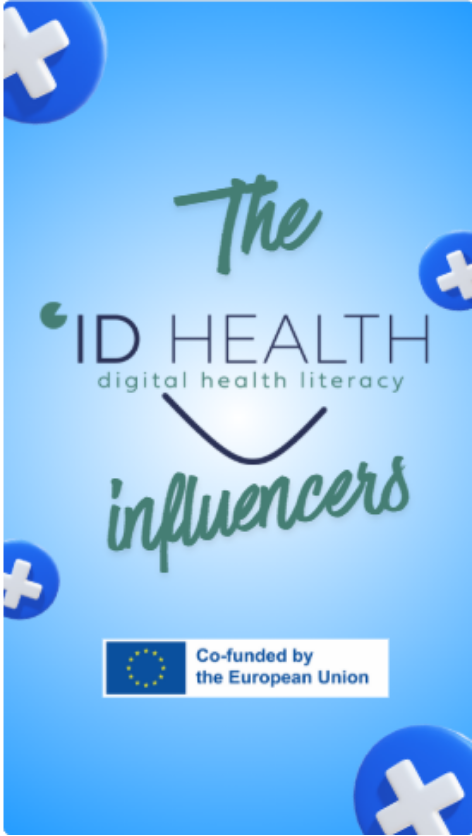 The
'ID HEALTH
digital health literacy
influencers
Co-funded by
the European Union